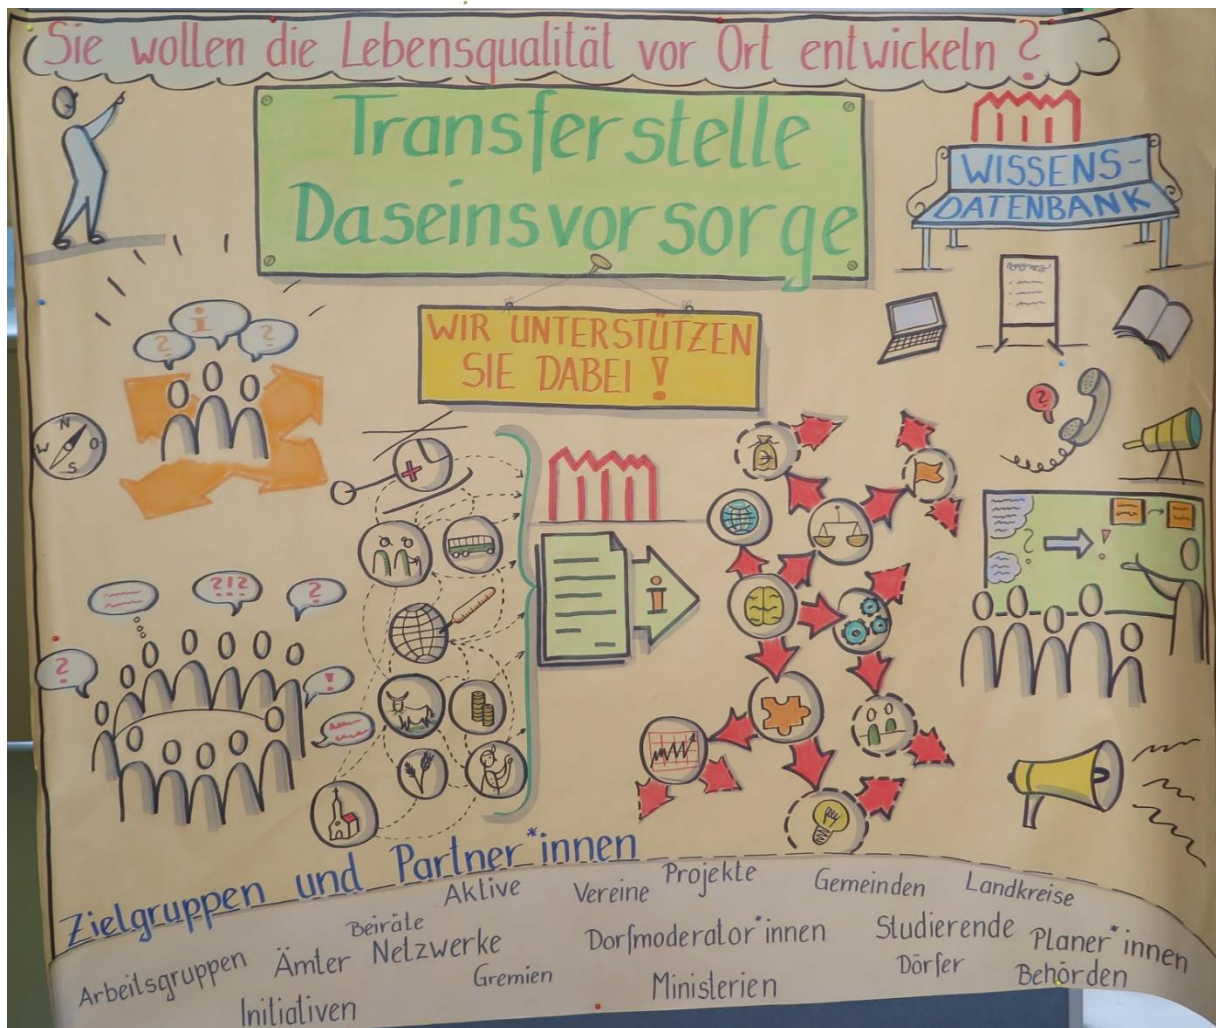 Sie wollen die Lebensqualität vor Ort entwickeln?
Transferstelle
Daseinsvorsorge
WIR UNTERSTÜTZEN
SIE DABEI!
WISSENS-
DATENBANK
i
?
?
N
W
O
S
?
?!?
?
?
!
i
?
?
!
Zielgruppen und Partner*innen
Aktive
Vereine
Projekte
Gemeinden
Landkreise
Beiräte
Arbeitsgruppen
Ämter
Netzwerke
Dorfmoderator*innen
Studierende
Planer*innen
Gremien
Dörfer
Behörden
Initiativen
Ministerien